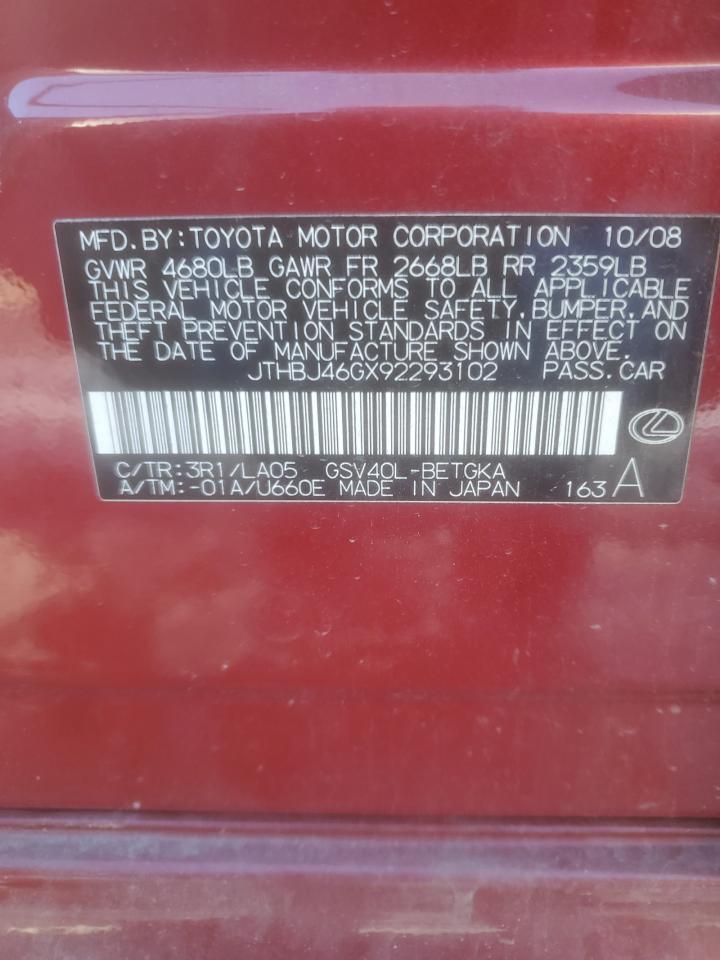 MFD.BY:TOYOTA MOTOR CORPORATION 10/08
GVWR 4680LB GAWR FR 2668LB RR 2359LB
THIS VEHICLE CONFORMS TO ALL APPLICABLE
FEDERAL MOTOR VEHICLE SAFETY,BUMPER,AND
THEFT PREVENTION STANDARDS IN EFFECT ON
THE DATE OF MANUFACTURE SHOWN ABOVE.
JTHBJ46GX92293102 PASS.CAR
C/TR:3R1/LA05 GSV40L-BETGKA
A/TM:-01A/U660E MADE IN JAPAN 163 A